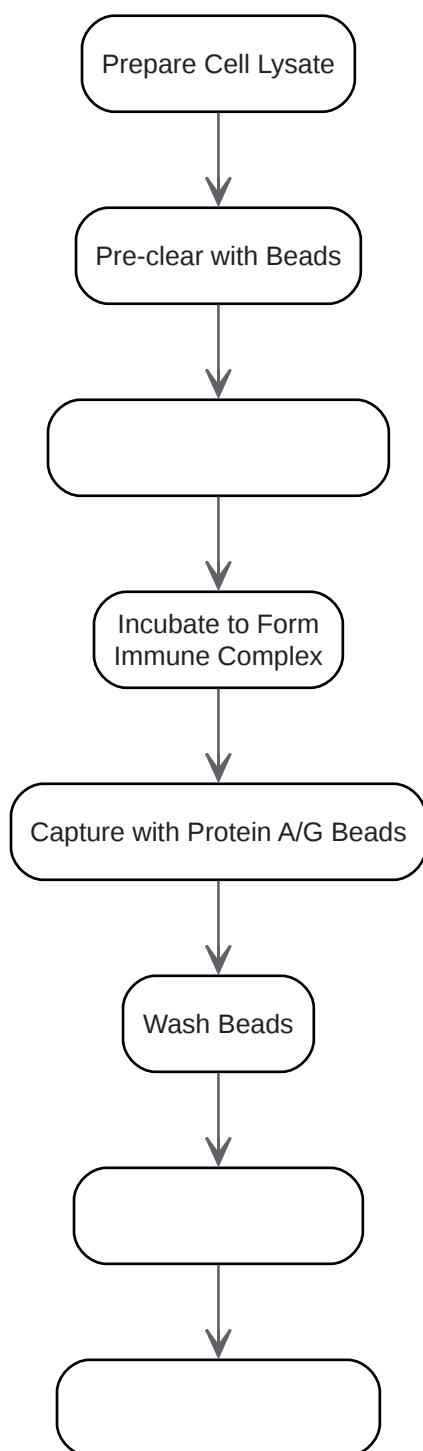 Prepare Cell Lysate
Pre-clear with Beads
Incubate to Form
Immune Complex
Capture with Protein A/G Beads
Wash Beads